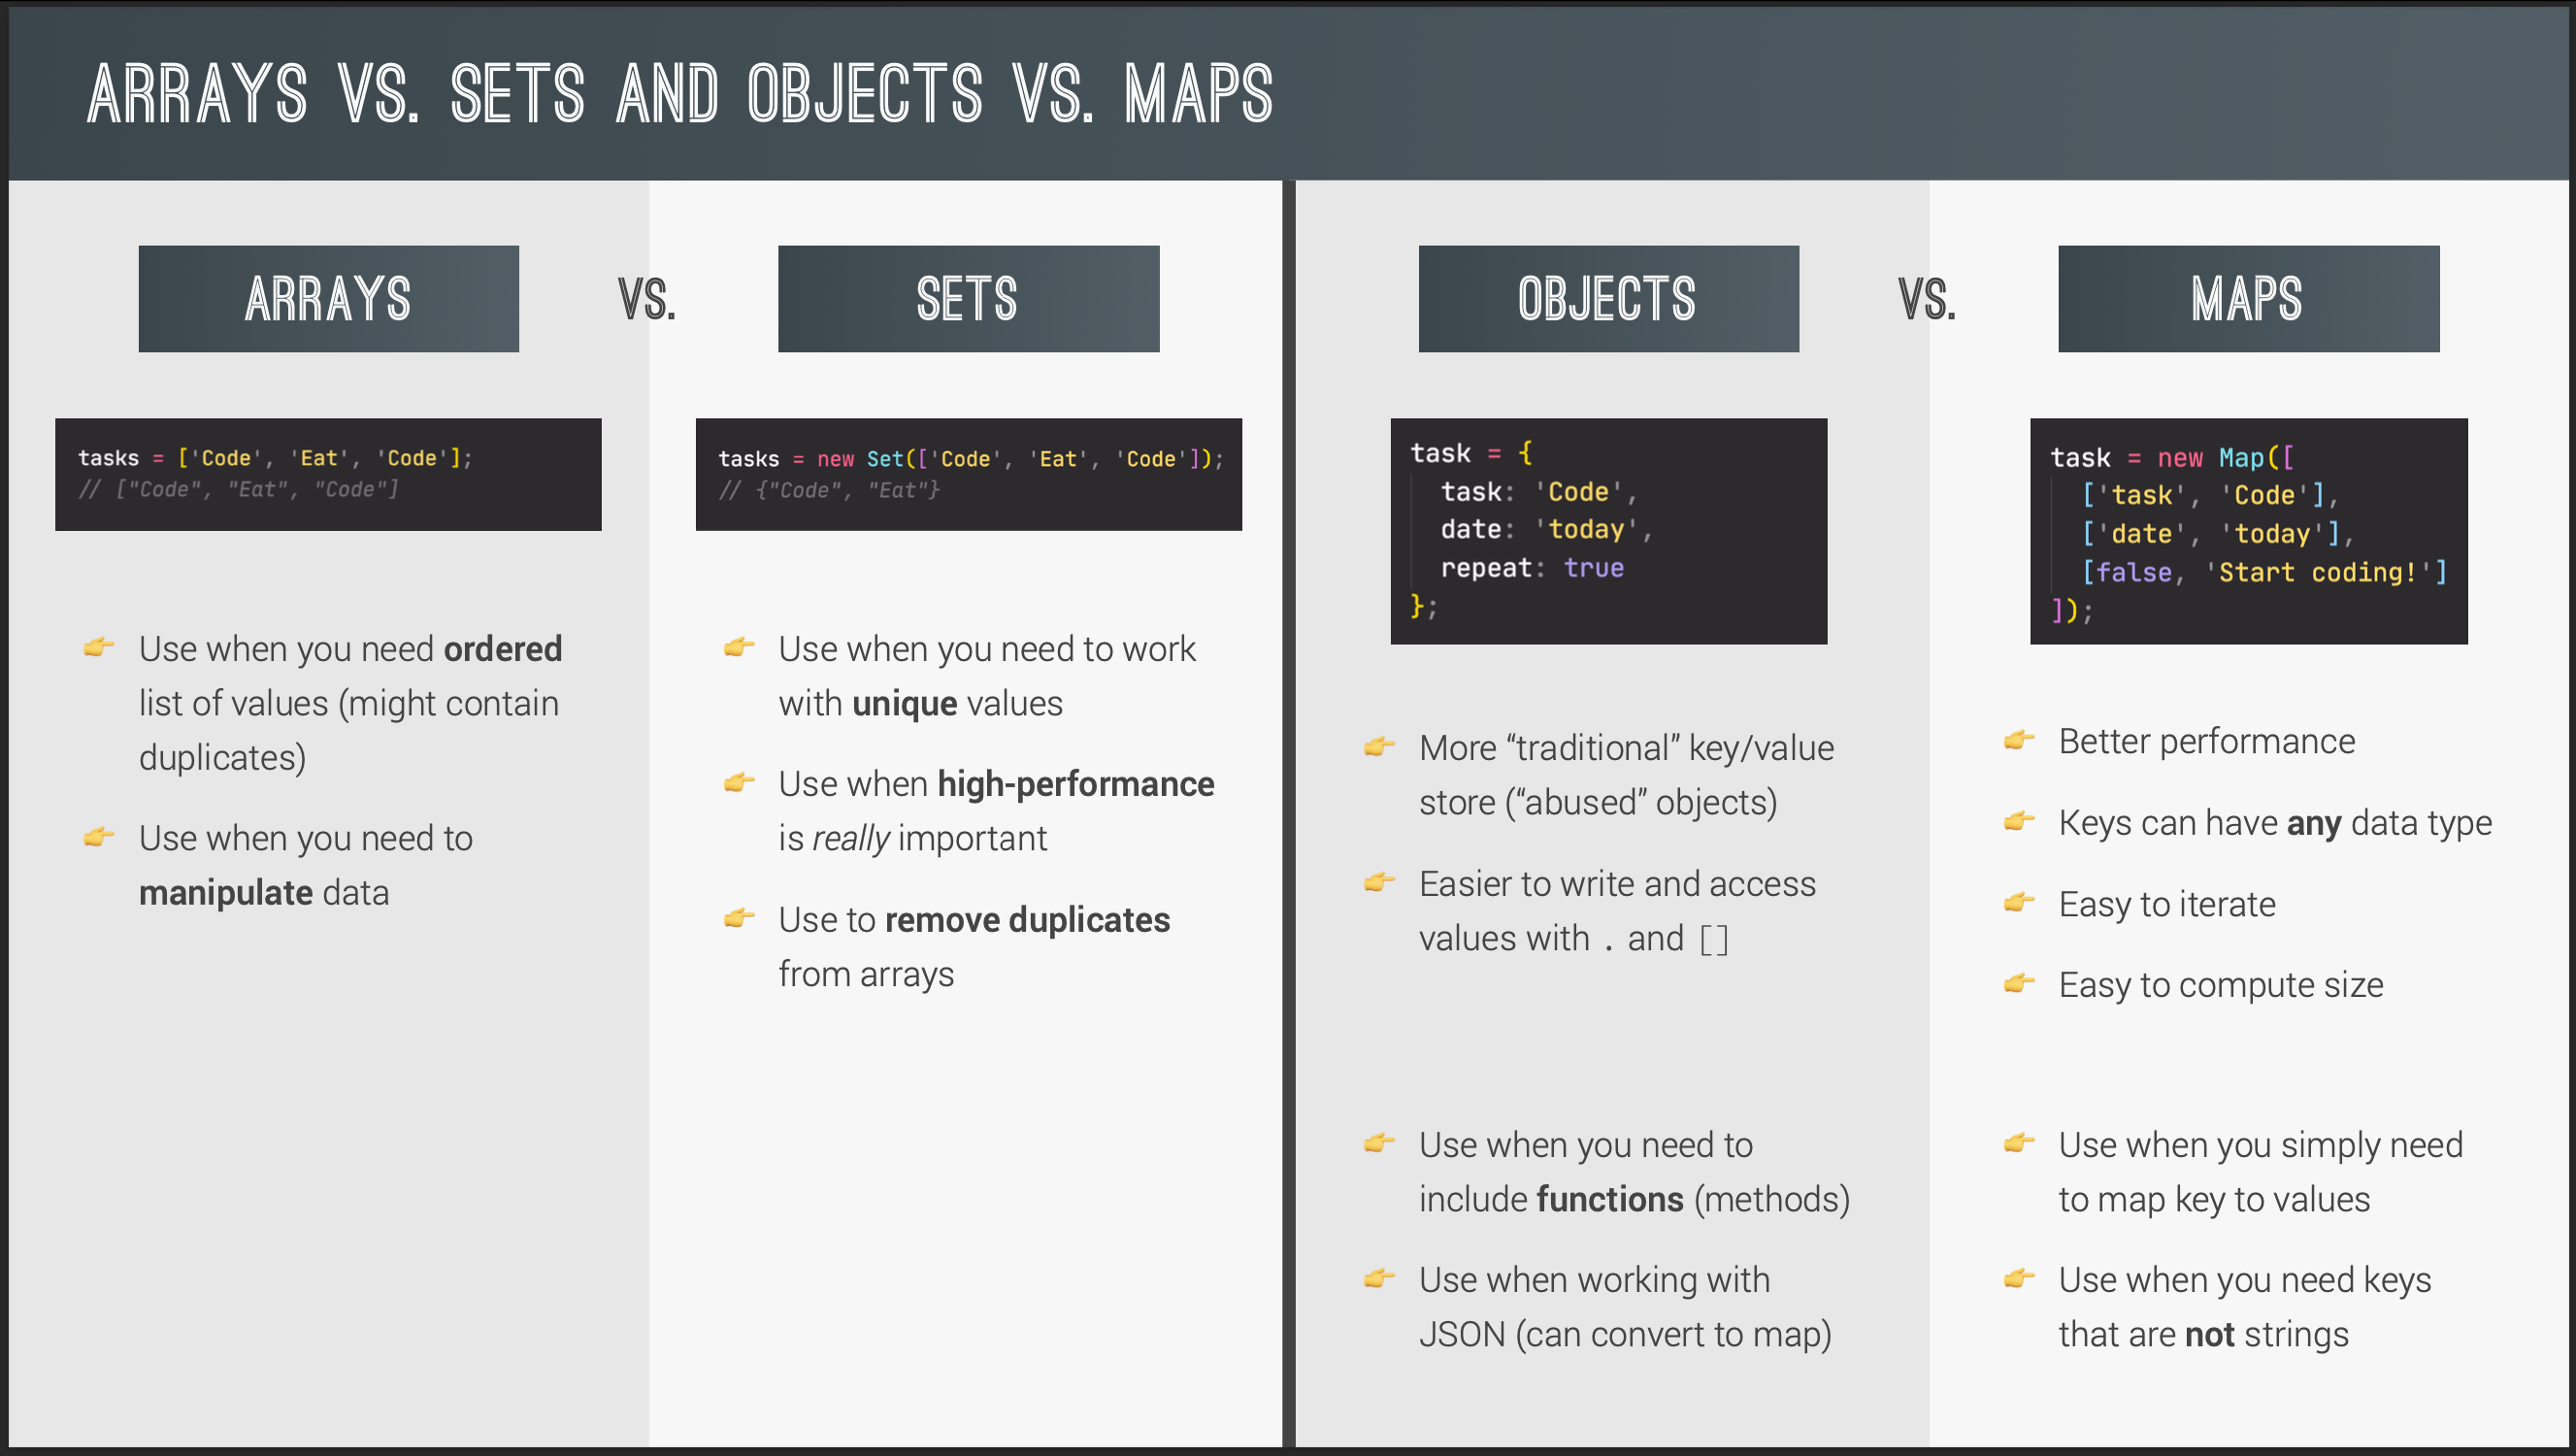 ARRAYS VS. SETS AND OBJECTS VS. MAPS
ARRAYS
VS.
SETS
tasks = ['Code', 'Eat', 'Code'];
// ["Code", "Eat", "Code"]
tasks = new Set(['Code', 'Eat', 'Code']);
// {"Code", "Eat"}
👉 Use when you need ordered
list of values (might contain
duplicates)
👉 Use when you need to
manipulate data
👉 Use when you need to work
with unique values
👉 Use when high-performance
is really important
👉 Use to remove duplicates
from arrays
OBJECTS
VS.
MAPS
task = {
  task: 'Code',
  date: 'today',
  repeat: true
};
task = new Map([
  ['task', 'Code'],
  ['date', 'today'],
  [false, 'Start coding!']
]);
👉 More “traditional” key/value
store (“abused” objects)
👉 Easier to write and access
values with . and []
👉 Use when you need to
include functions (methods)
👉 Use when working with
JSON (can convert to map)
👉 Better performance
👉 Keys can have any data type
👉 Easy to iterate
👉 Easy to compute size
👉 Use when you simply need
to map key to values
👉 Use when you need keys
that are not strings